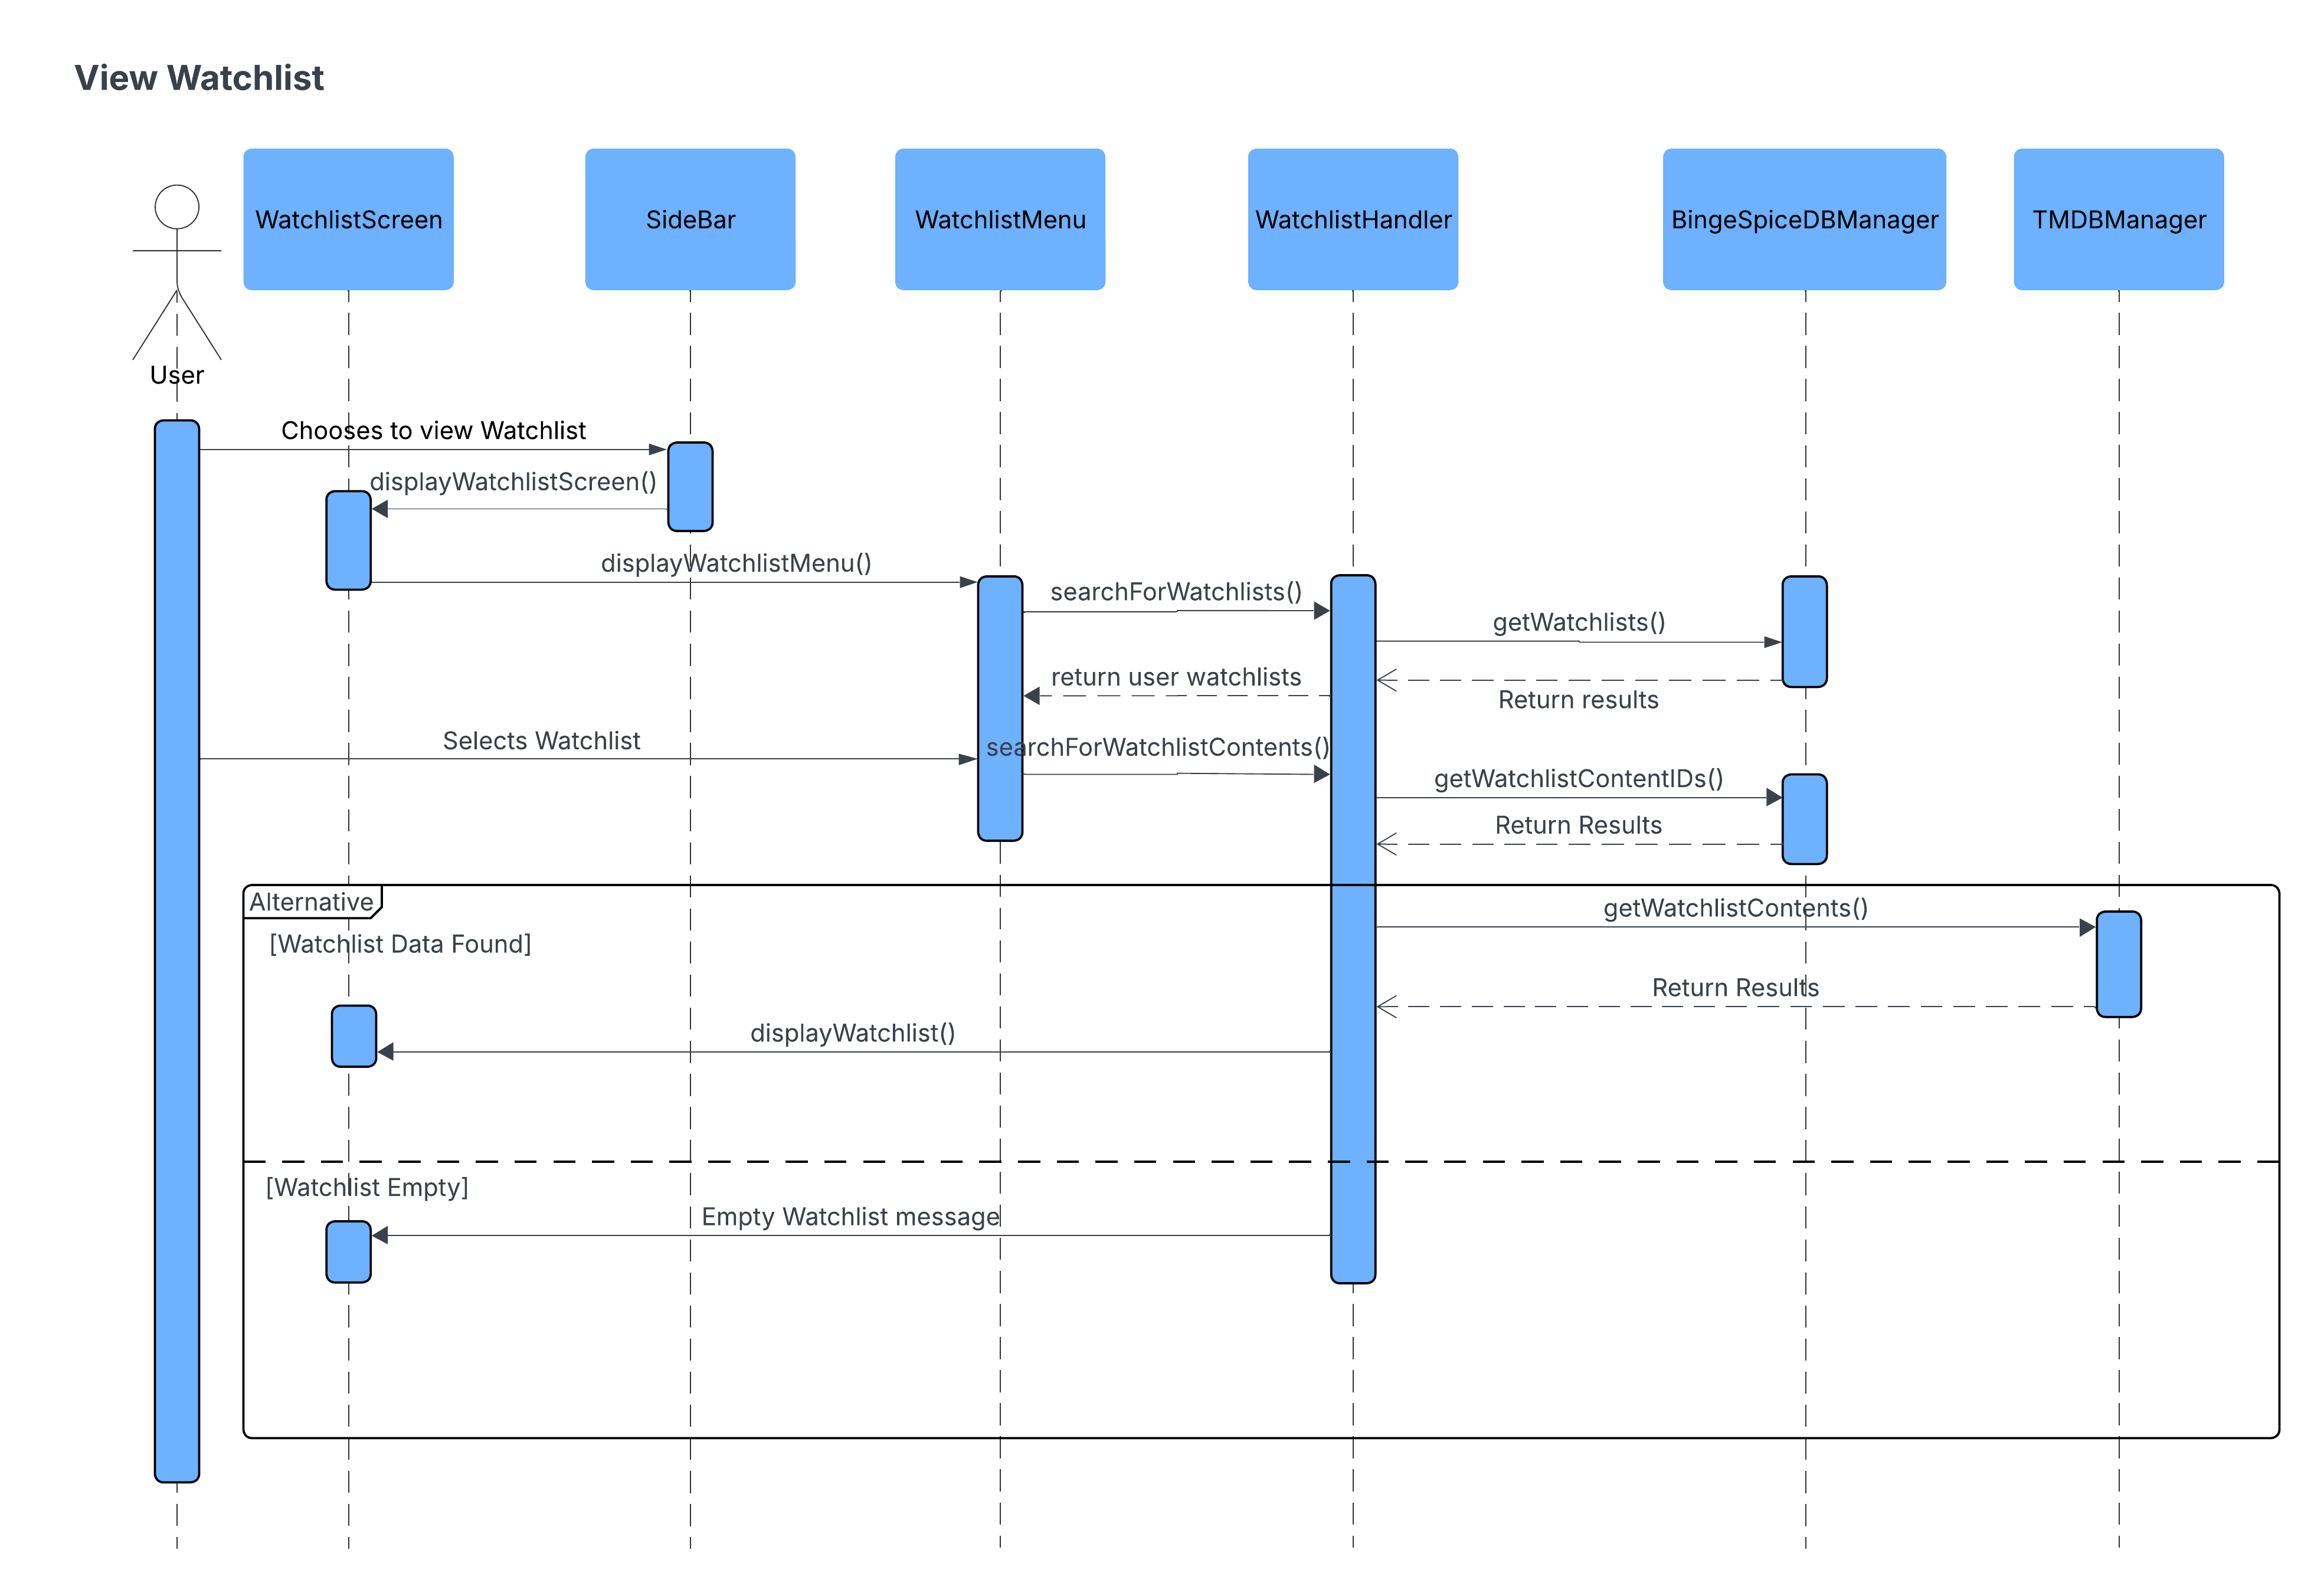 View Watchlist
WatchlistScreen
SideBar
WatchlistMenu
WatchlistHandler
BingeSpiceDBManager
TMDBManager
User
Chooses to view Watchlist
displayWatchlistScreen()
displayWatchlistMenu()
searchForWatchlists()
getWatchlists()
return user watchlists
Return results
Selects Watchlist
searchForWatchlistContents()
getWatchlistContentIDs()
Return Results
Alternative
getWatchlistContents()
[Watchlist Data Found]
Return Results
displayWatchlist()
[Watchlist Empty]
Empty Watchlist message